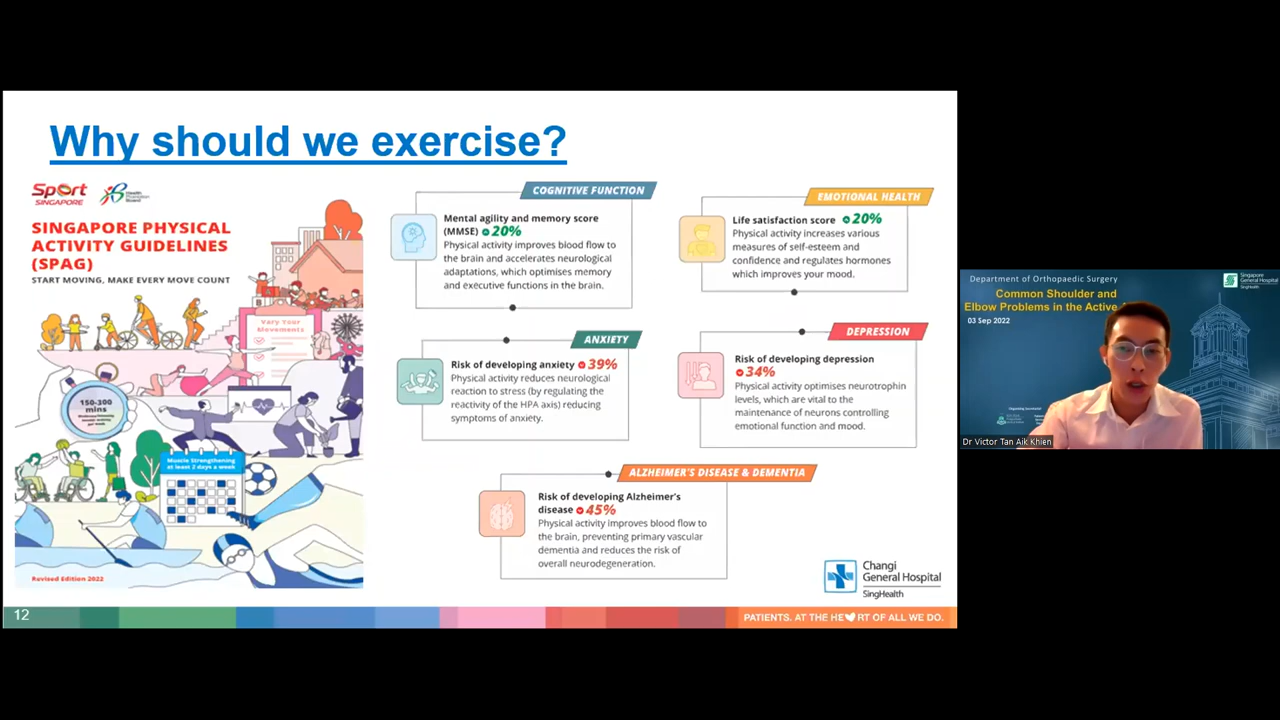 Why should we exercise?
Sport
SINGAPORE
Health
Promotion
Board
SINGAPORE PHYSICAL
ACTIVITY GUIDELINES
(SPAG)
START MOVING, MAKE EVERY MOVE COUNT
Vary Your
Movements
150-300
mins
Muscle Strengthening
at least 2 days a week
Revised Edition 2022
COGNITIVE FUNCTION
Mental agility and memory score
(MMSE) 20%
Physical activity improves blood flow to
the brain and accelerates neurological
adaptations, which optimises memory
and executive functions in the brain.
EMOTIONAL HEALTH
Life satisfaction score 20%
Physical activity increases various
measures of self-esteem and
confidence and regulates hormones
which improves your mood.
ANXIETY
Risk of developing anxiety 39%
Physical activity reduces neurological
reaction to stress (by regulating the
reactivity of the HPA axis) reducing
symptoms of anxiety.
DEPRESSION
Risk of developing depression
34%
Physical activity optimises neurotrophin
levels, which are vital to the
maintenance of neurons controlling
emotional function and mood.
ALZHEIMER'S DISEASE & DEMENTIA
Risk of developing Alzheimer's
disease 45%
Physical activity improves blood flow to
the brain, preventing primary vascular
dementia and reduces the risk of
overall neurodegeneration.
Changi
General Hospital
SingHealth
12
PATIENTS. AT THE HE RT OF ALL WE DO.
Department of Orthopaedic Surgery
Singapore
General Hospital
SingHealth
Common Shoulder and
Elbow Problems in the Active
03 Sep 2022
Dr Victor Tan Aik Khien